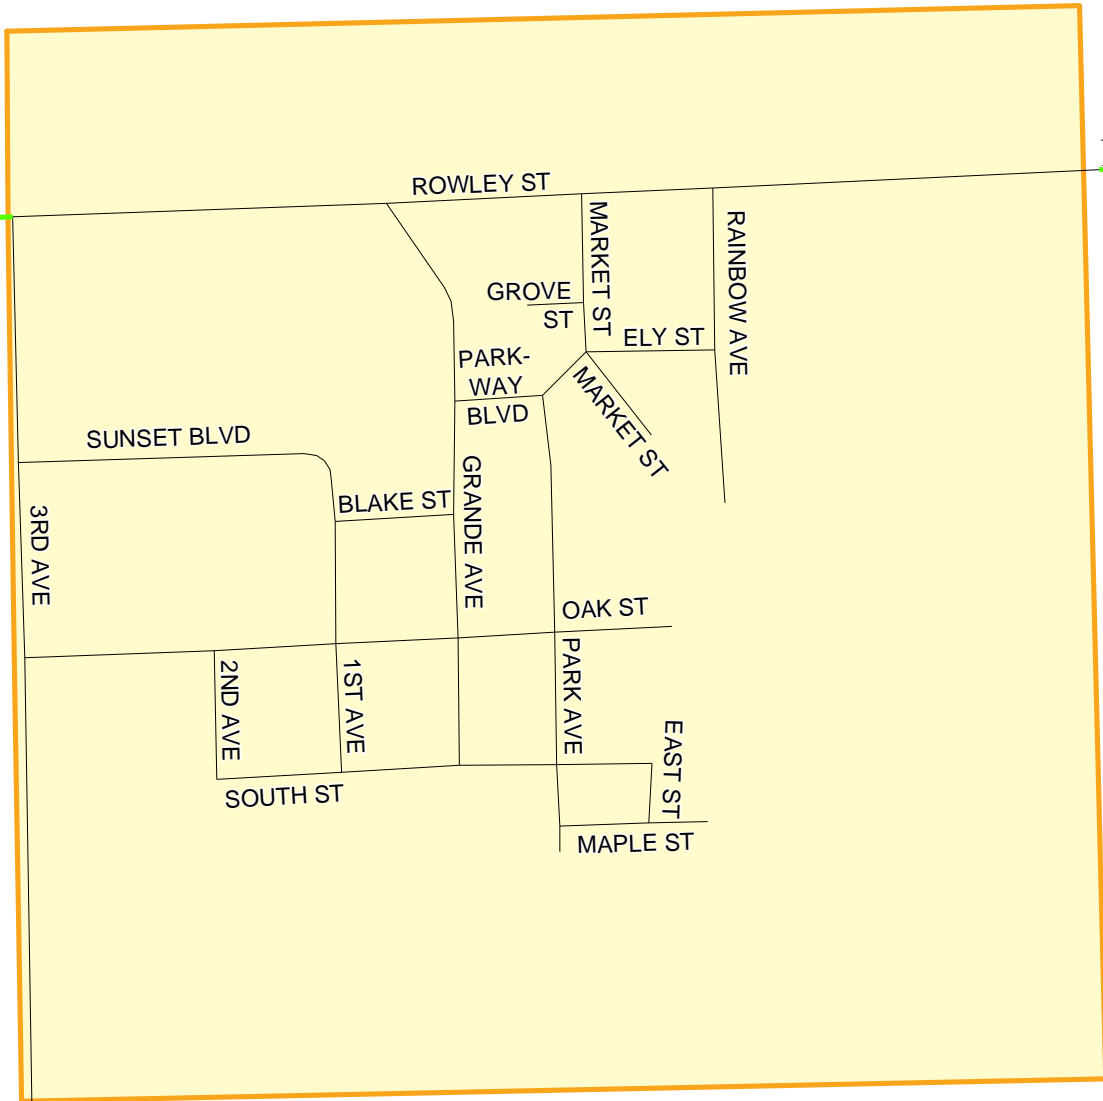 ROWLEY ST
MARKET ST
RAINBOW AVE
GROVE
ST
ELY ST
PARK-
WAY
BLVD
MARKET ST
SUNSET BLVD
GRANDE AVE
BLAKE ST
3RD AVE
OAK ST
PARK AVE
2ND AVE
1ST AVE
EAST ST
SOUTH ST
MAPLE ST